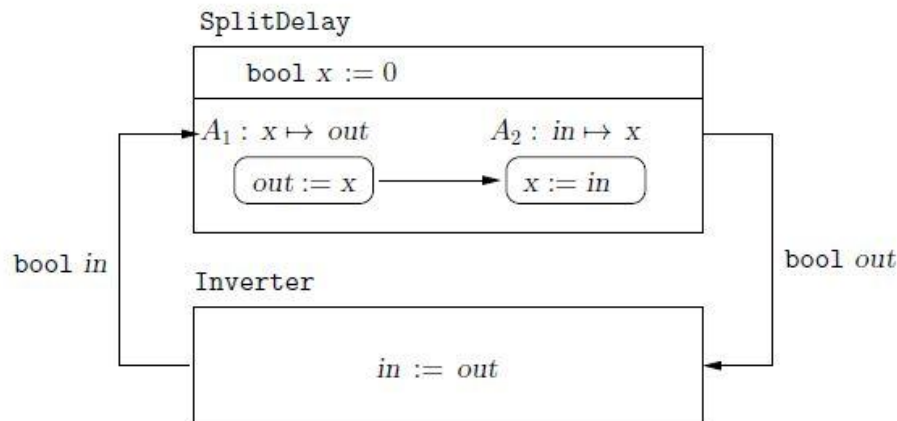 SplitDelay
bool x := 0
A₁ : x ↦ out
A₂ : in ↦ x
out := x
x := in
bool in
bool out
Inverter
in := out